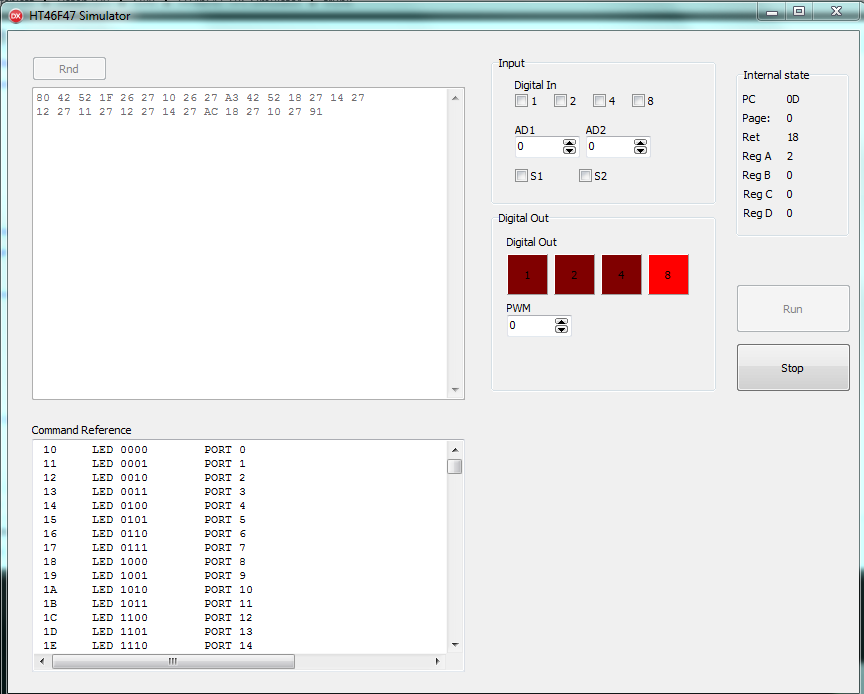 DX HT46F47 Simulator
Rnd
80 42 52 1F 26 27 10 26 27 A3 42 52 18 27 14 27
12 27 11 27 12 27 14 27 AC 18 27 10 27 91
Input
Digital In
1 2 4 8
AD1 AD2
0 0
S1 S2
Digital Out
Digital Out
1 2 4 8
PWM
0
Internal state
PC 0D
Page: 0
Ret 18
Reg A 2
Reg B 0
Reg C 0
Reg D 0
Run
Stop
Command Reference
10 LED 0000 PORT 0
11 LED 0001 PORT 1
12 LED 0010 PORT 2
13 LED 0011 PORT 3
14 LED 0100 PORT 4
15 LED 0101 PORT 5
16 LED 0110 PORT 6
17 LED 0111 PORT 7
18 LED 1000 PORT 8
19 LED 1001 PORT 9
1A LED 1010 PORT 10
1B LED 1011 PORT 11
1C LED 1100 PORT 12
1D LED 1101 PORT 13
1E LED 1110 PORT 14